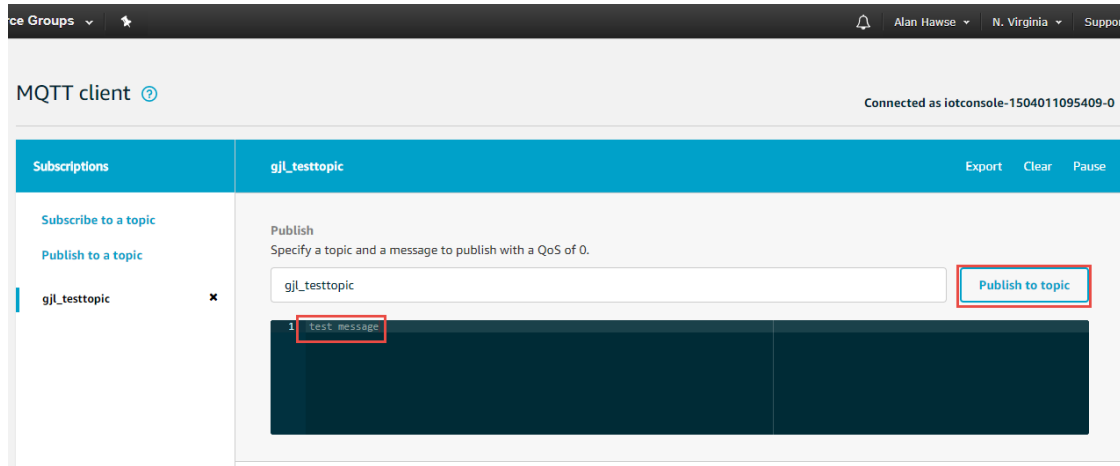 ce Groups
Alan Hawse
N. Virginia
Suppor
MQTT client ?
Connected as iotconsole-1504011095409-0
Subscriptions
gjl_testtopic
Export Clear Pause
Subscribe to a topic
Publish to a topic
gjl_testtopic ×
Publish
Specify a topic and a message to publish with a QoS of 0.
gjl_testtopic
Publish to topic
1 test message